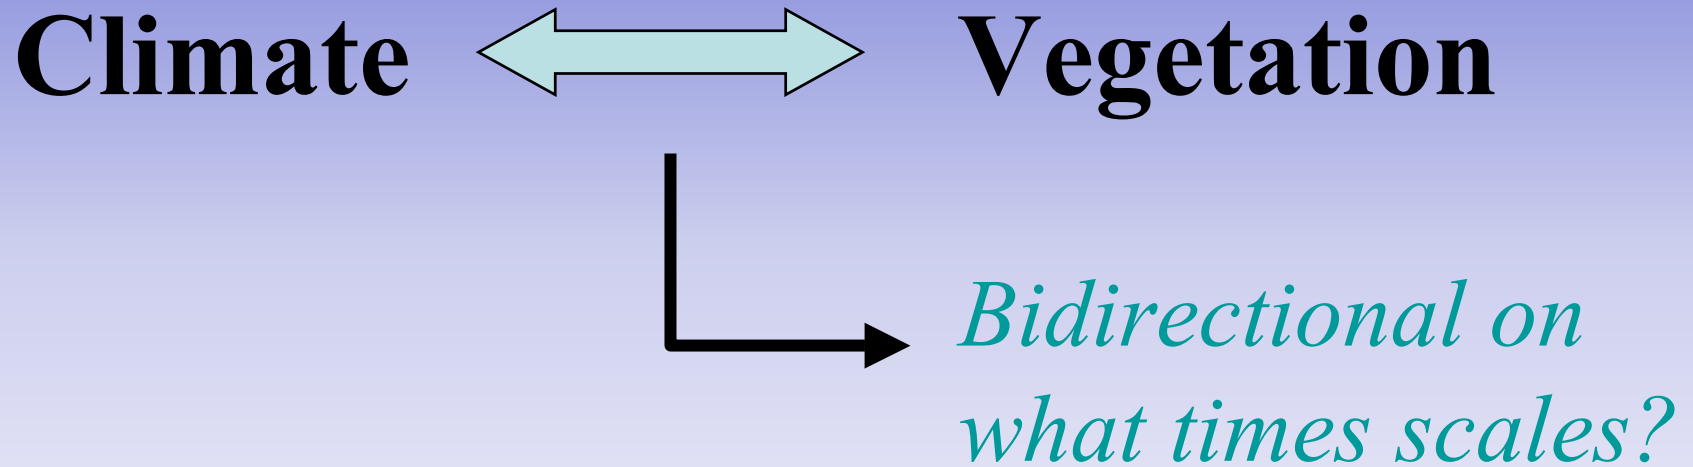 Climate Vegetation
Bidirectional on
what times scales?